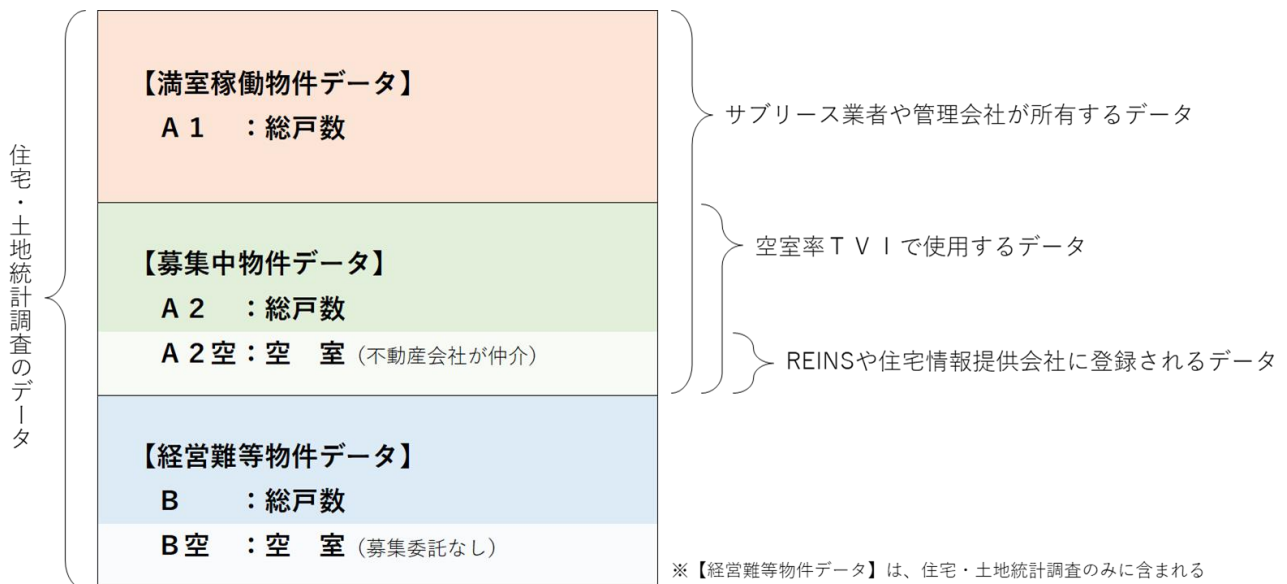 住宅・土地統計調査のデータ
【満室稼働物件データ】
A1 ：総戸数
【募集中物件データ】
A2 ：総戸数
A2空：空 室（不動産会社が仲介）
【経営難等物件データ】
B ：総戸数
B空 ：空 室（募集委託なし）
サブリース業者や管理会社が所有するデータ
空室率TVIで使用するデータ
REINSや住宅情報提供会社に登録されるデータ
※【経営難等物件データ】は、住宅・土地統計調査のみに含まれる